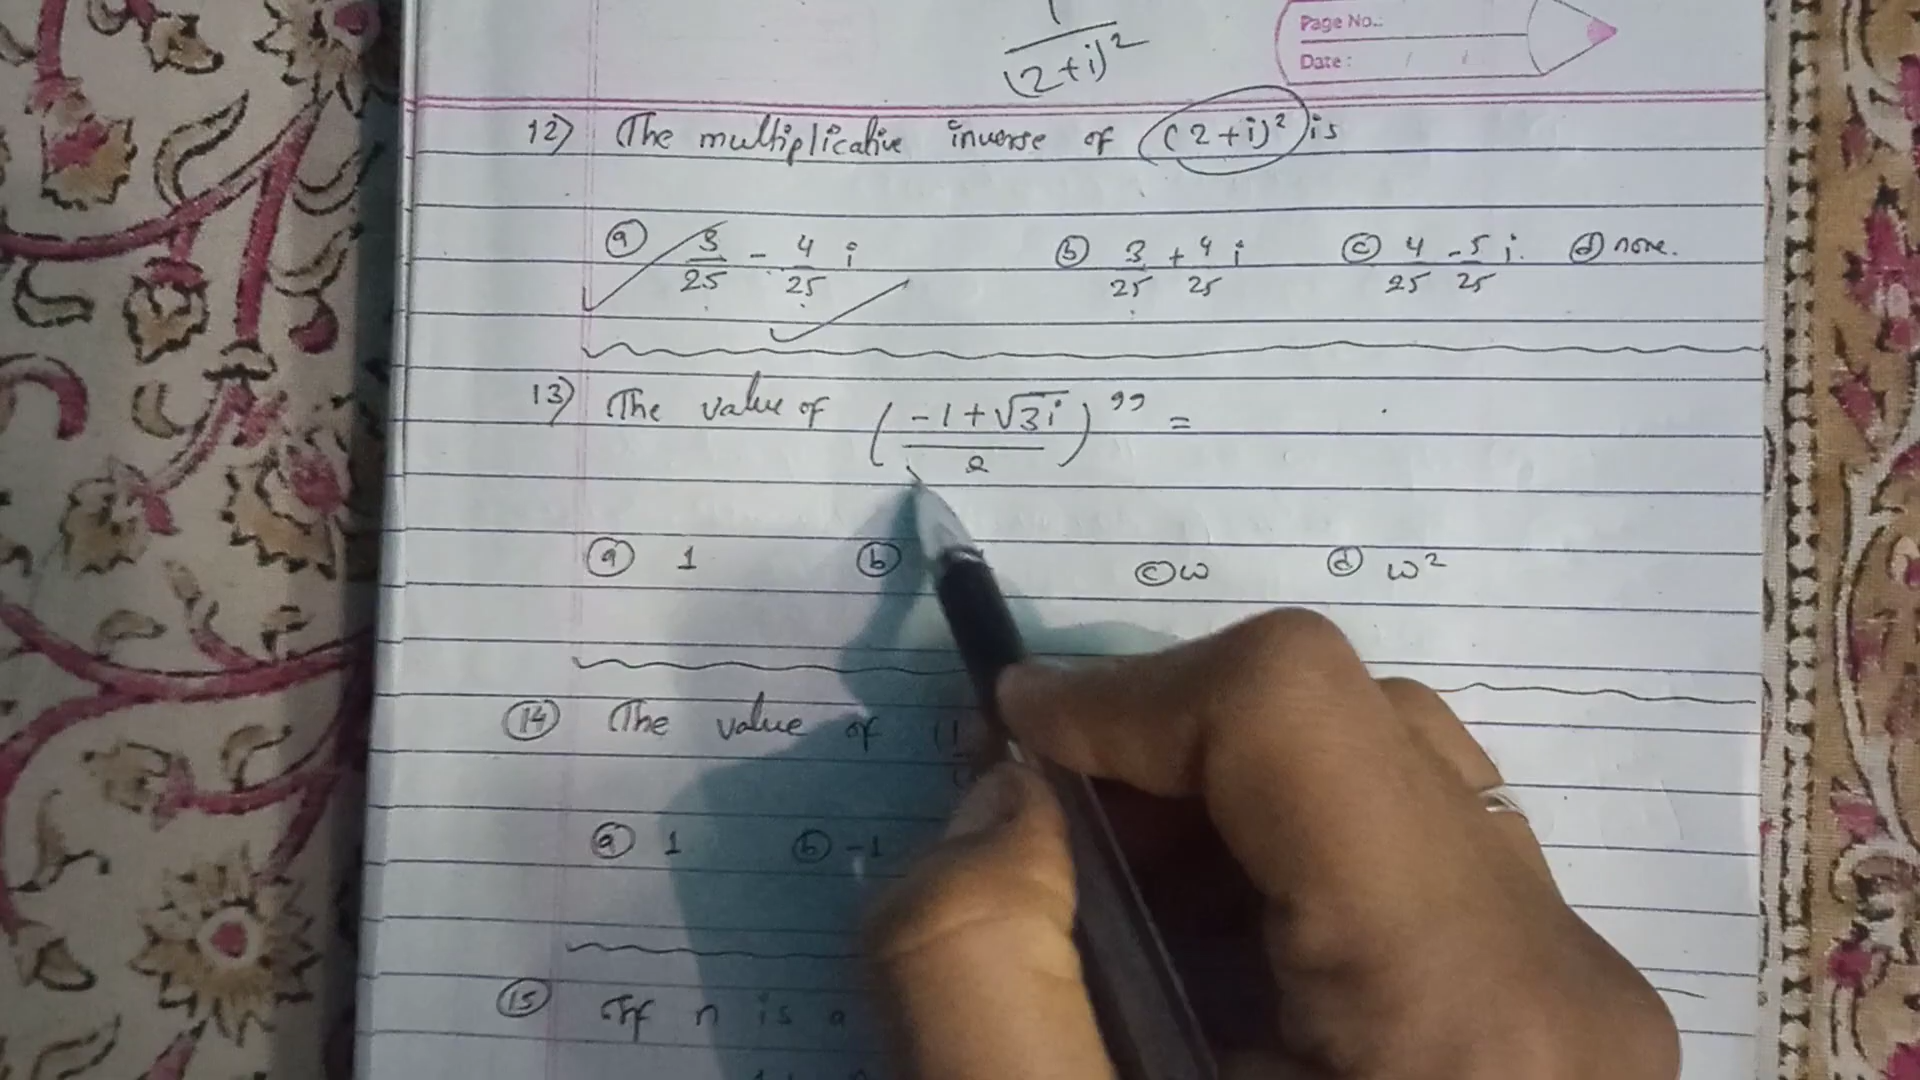 1/(2+i)²
Page No.:
Date : / /
12) The multiplicative inverse of (2+i)² is
(a) 3/25 - 4/25 i (b) 3/25 + 4/25 i (c) 4/25 - 5/25 i. (d) none.
13) The value of ((-1+√3i)/2)⁹⁹ =
(a) 1 (b) (c) ω (d) ω²
(14) The value of
(a) 1 (b) -1
(15) If n is a